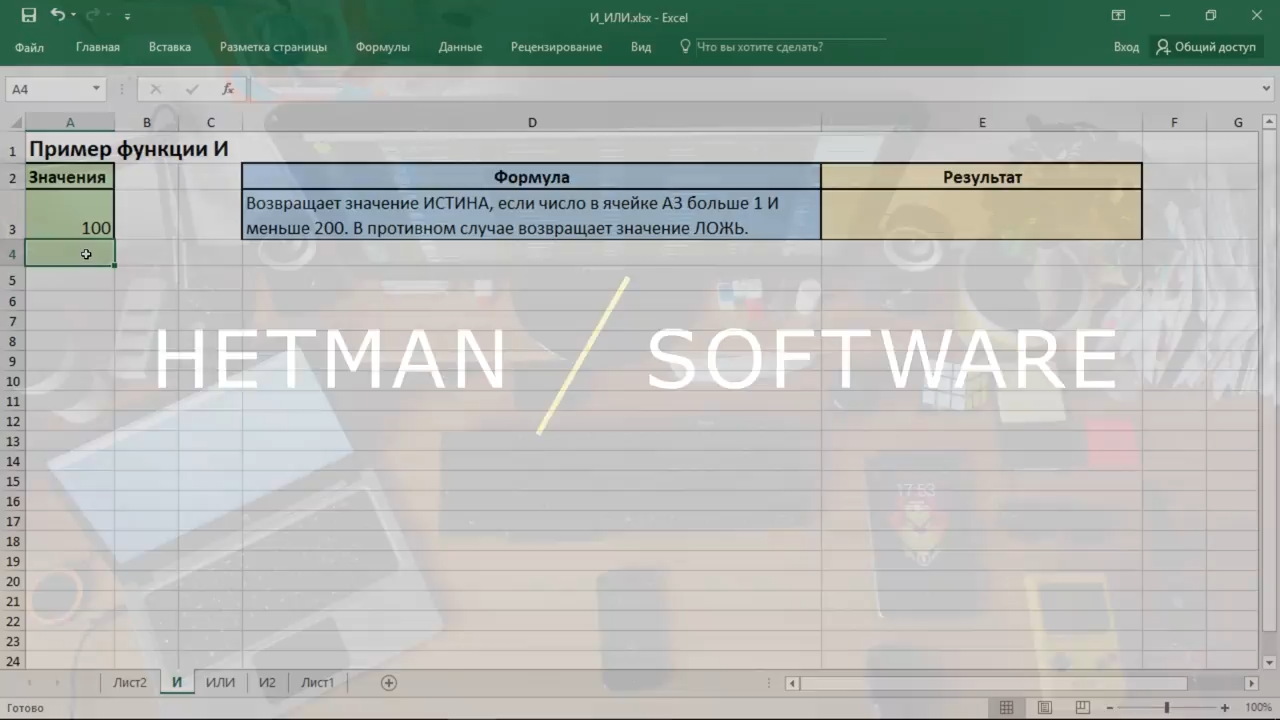 И_ИЛИ.xlsx - Excel
Файл Главная Вставка Разметка страницы Формулы Данные Рецензирование Вид Что вы хотите сделать? Вход Общий доступ
A4 fx
A B C D E F G
1 Пример функции И
2 Значения Формула Результат
Возвращает значение ИСТИНА, если число в ячейке A3 больше 1 И
3 100 меньше 200. В противном случае возвращает значение ЛОЖЬ.
4
5
6
7
8
HETMAN / SOFTWARE
9
10
11
12
13
14
15
17:53
16
17
18
19
20
21
22
23
24
Лист2 И ИЛИ И2 Лист1
Готово 100%